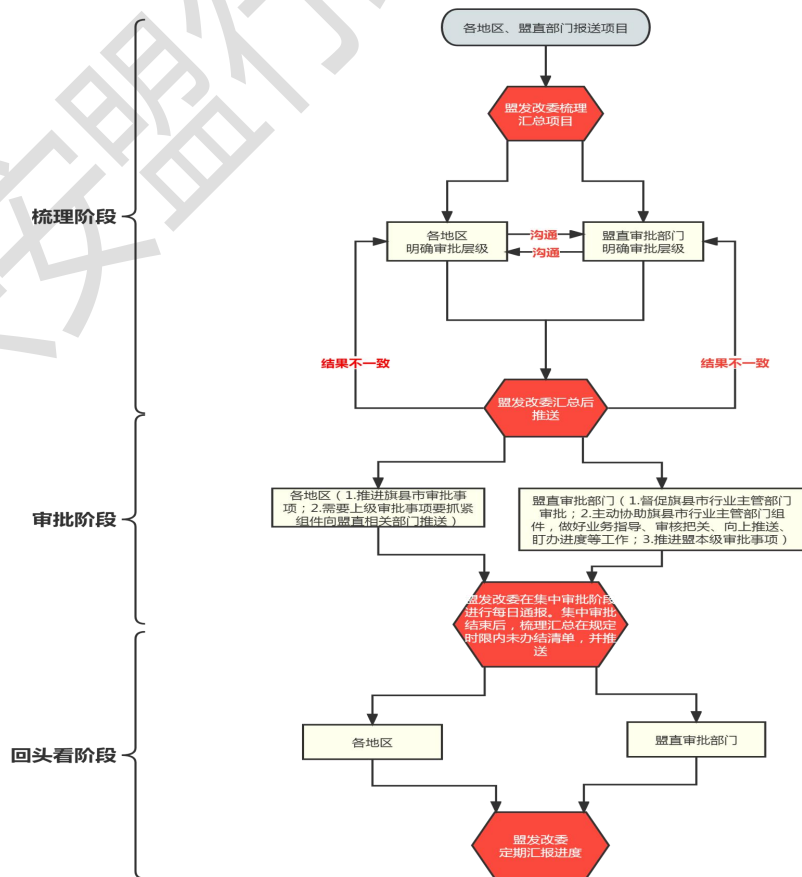 各地区、盟直部门报送项目
盟发改委梳理
汇总项目
梳理阶段
各地区
明确审批层级
沟通
沟通
盟直审批部门
明确审批层级
结果不一致
结果不一致
盟发改委汇总后
推送
审批阶段
各地区（1.推进旗县市审批事
项；2.需要上级审批事项要抓紧
组件向盟直相关部门推送）
盟直审批部门（1.督促旗县市行业主管部门
审批；2.主动协助旗县市行业主管部门组
件，做好业务指导、审核把关、向上推送、
盯办进度等工作；3.推进盟本级审批事项）
盟发改委在集中审批阶段
进行每日通报。集中审批
结束后，梳理汇总在规定
时限内未办结清单，并推
送
回头看阶段
各地区
盟直审批部门
盟发改委
定期汇报进度
安盟行